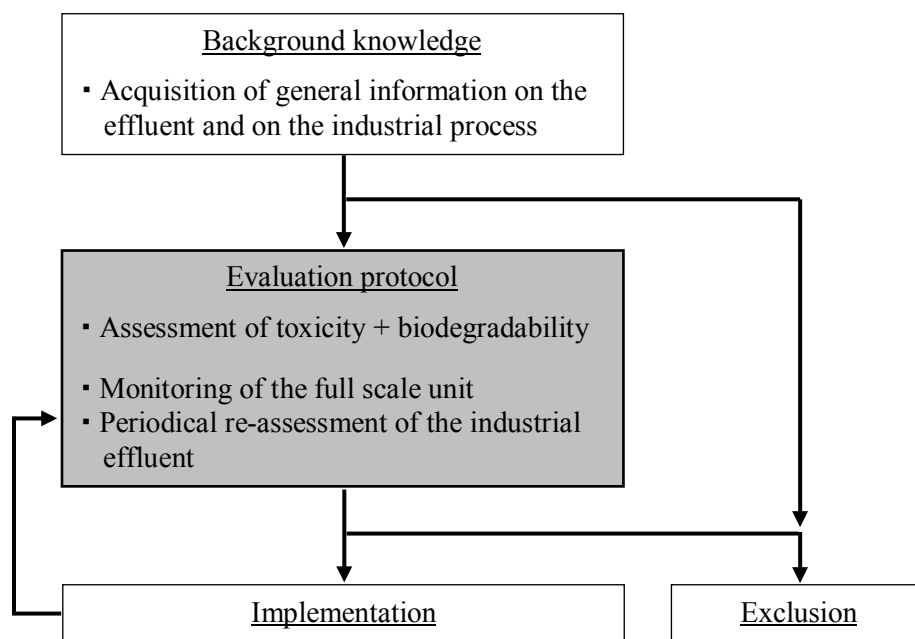 Background knowledge
▪ Acquisition of general information on the
effluent and on the industrial process
Evaluation protocol
▪ Assessment of toxicity + biodegradability
▪ Monitoring of the full scale unit
▪ Periodical re-assessment of the industrial
effluent
Implementation
Exclusion